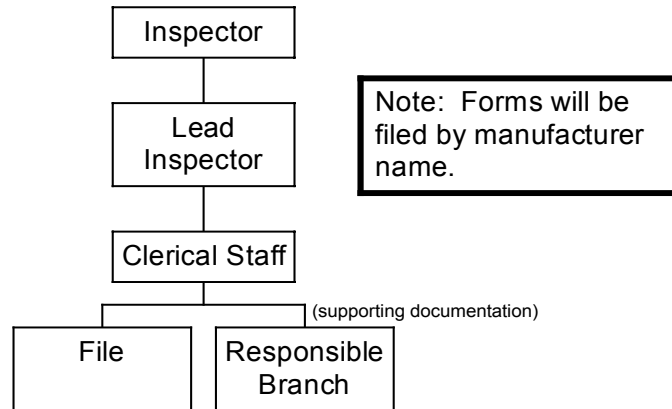 Inspector
Note: Forms will be
filed by manufacturer
name.
Lead
Inspector
Clerical Staff
(supporting documentation)
File
Responsible
Branch